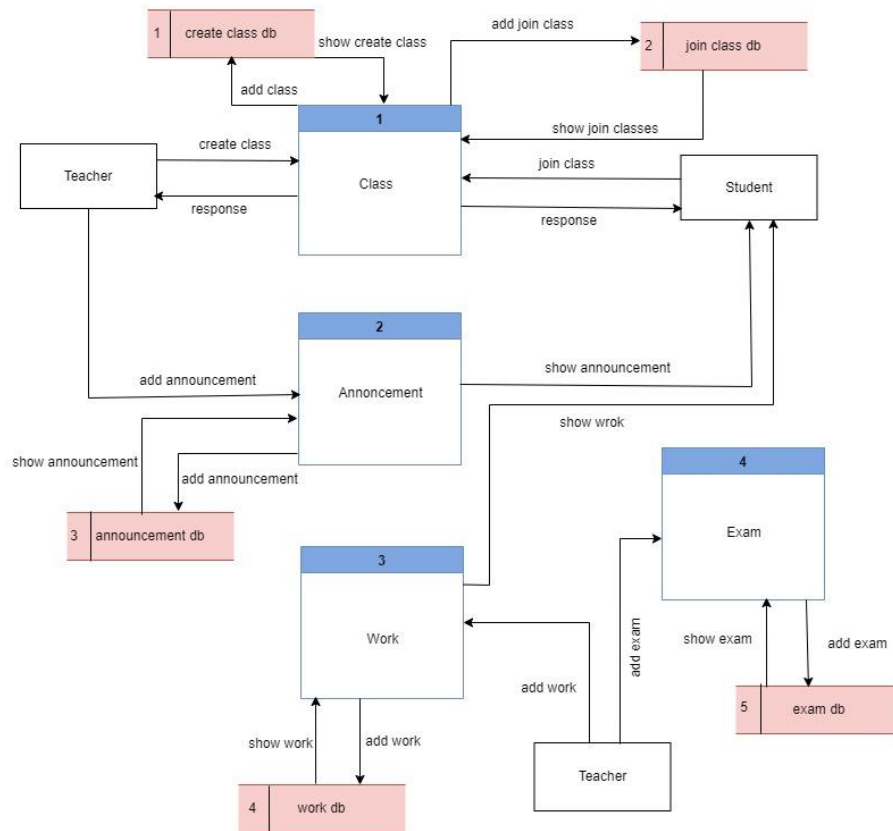 1
create class db
show create class
add join class
2
join class db
add class
1
show join classes
create class
join class
Teacher
Class
Student
response
response
2
add announcement
Annoncement
show announcement
show wrok
show announcement
add announcement
4
3
announcement db
Exam
3
Work
add exam
show exam
add exam
add work
5
exam db
show work
add work
Teacher
4
work db